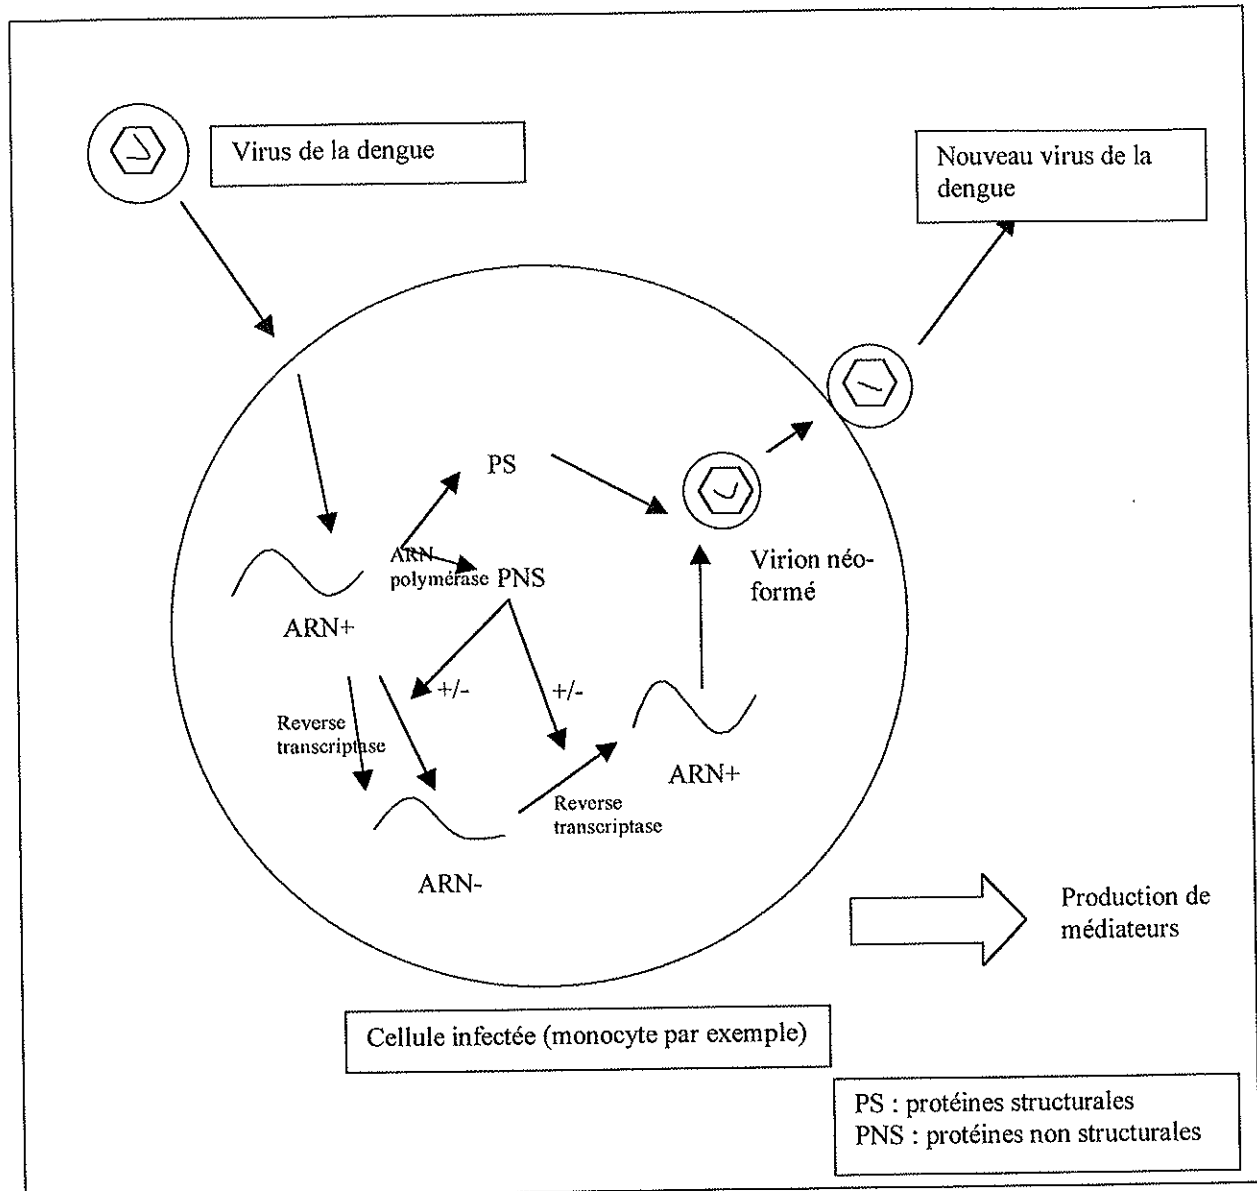 Virus de la dengue
Nouveau virus de la
dengue
PS
ARN
polymérase
PNS
ARN+
Virion néo-
formé
+/-
+/-
Reverse
transcriptase
ARN+
Reverse
transcriptase
ARN-
Production de
médiateurs
Cellule infectée (monocyte par exemple)
PS : protéines structurales
PNS : protéines non structurales